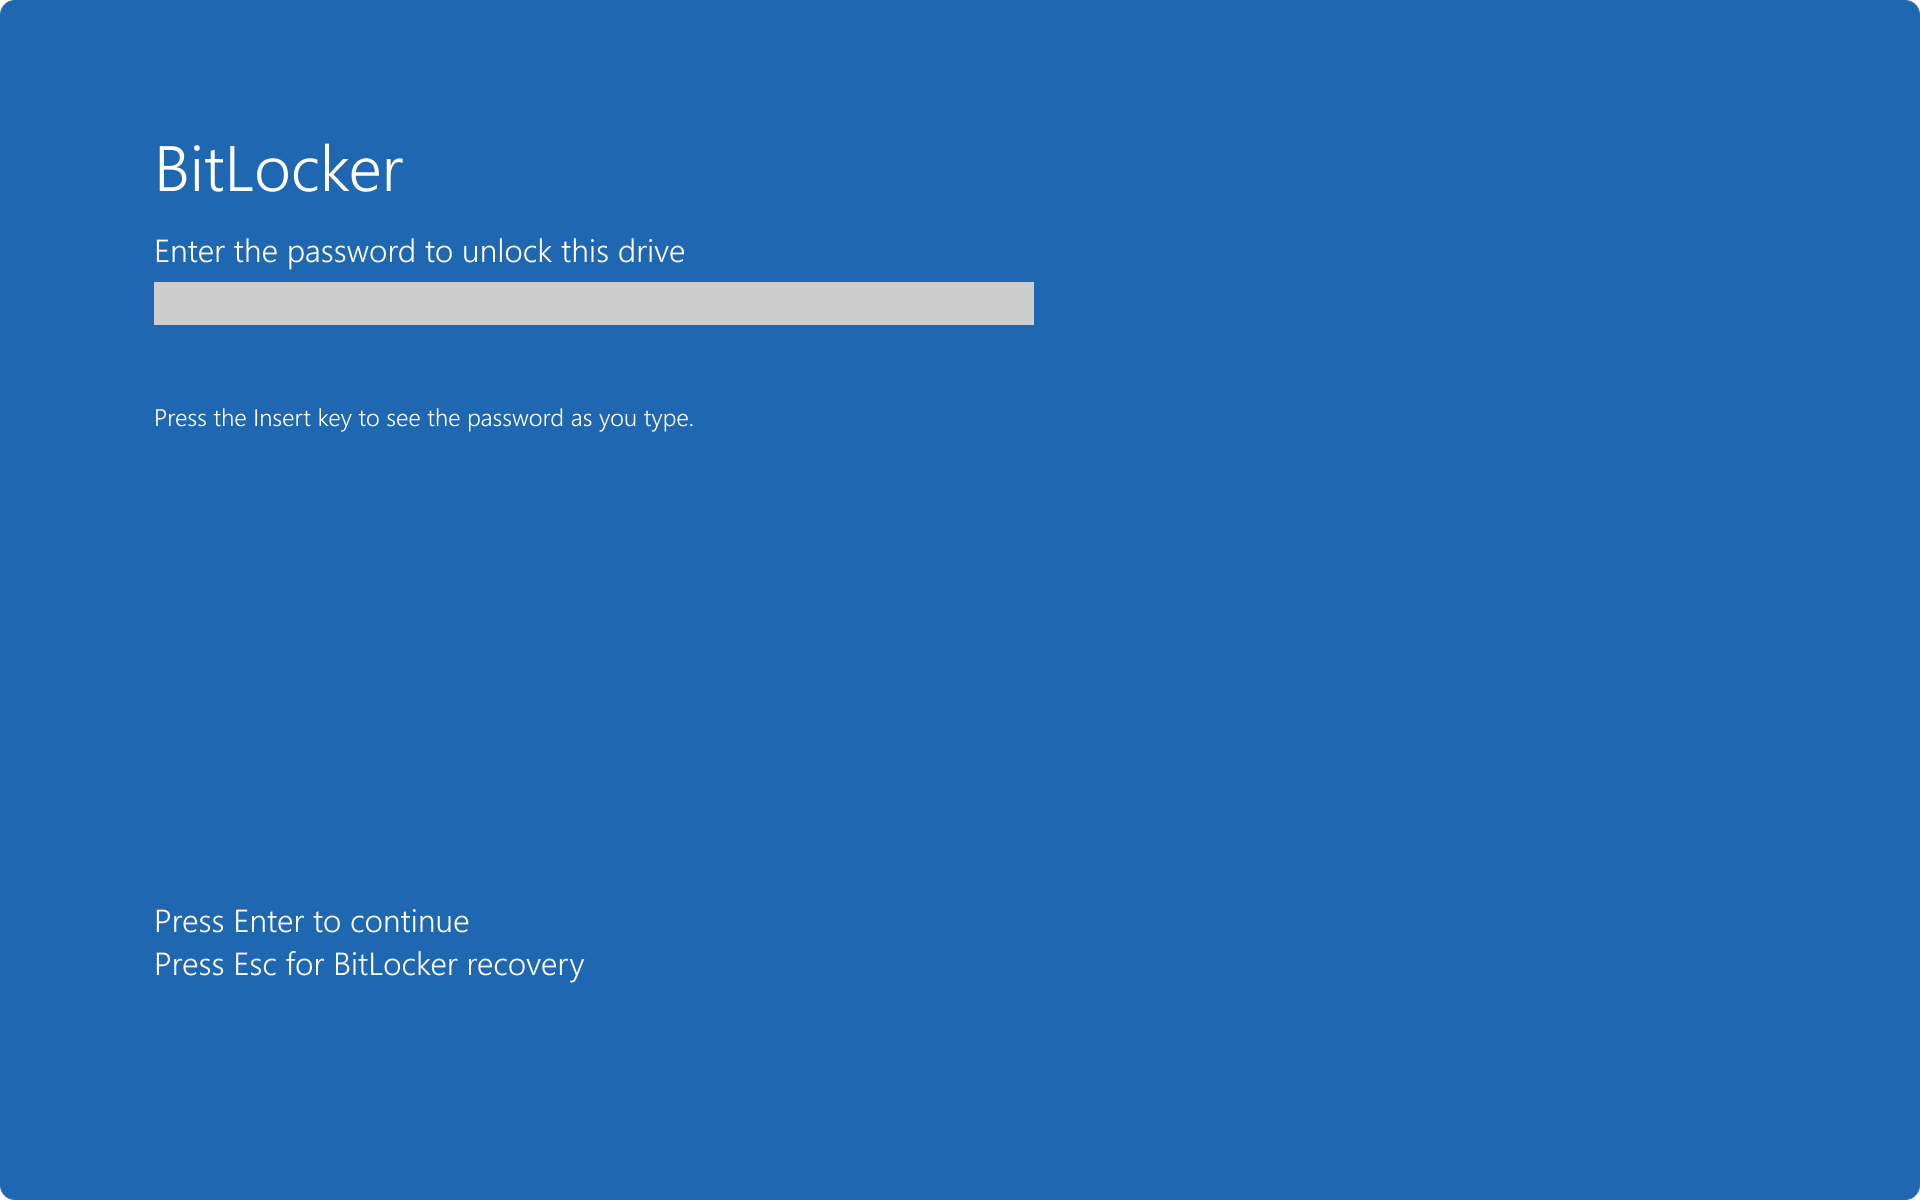 BitLocker
Enter the password to unlock this drive
Press the Insert key to see the password as you type.
Press Enter to continue
Press Esc for BitLocker recovery